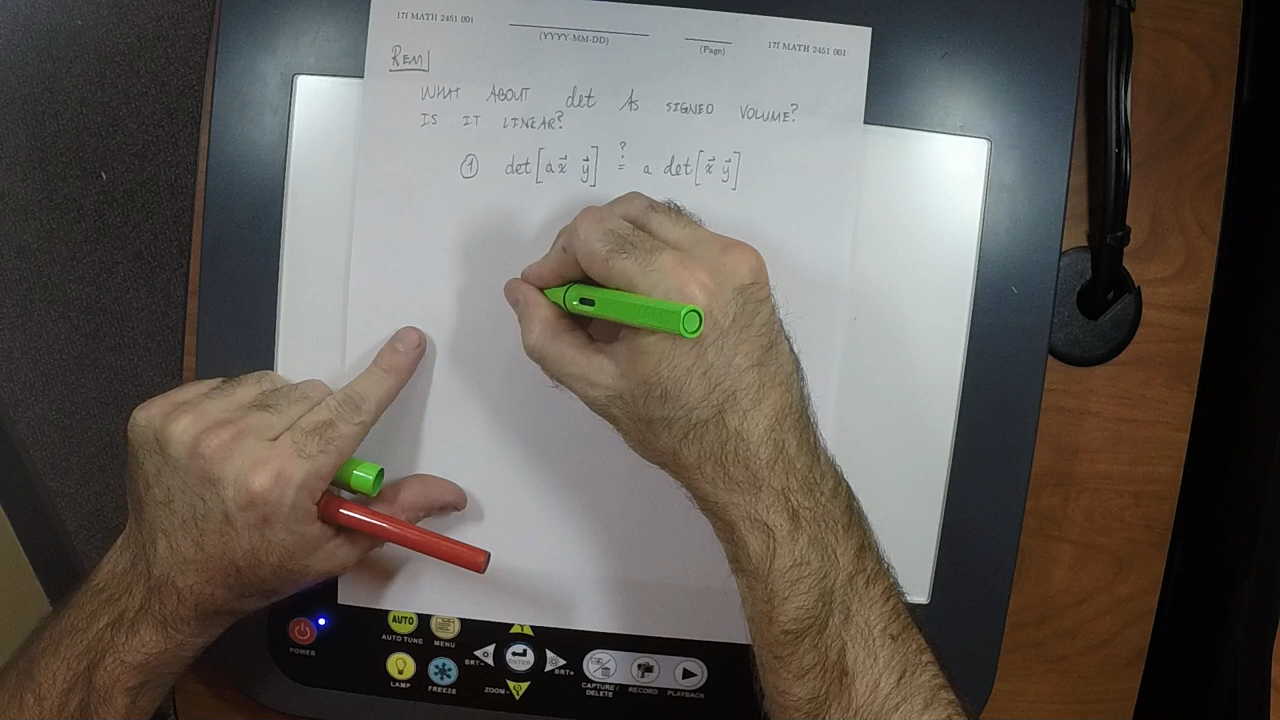 17f MATH 2451 001
(YYYY-MM-DD)
(Page)
17f MATH 2451 001
REM
WHAT ABOUT det AS SIGNED VOLUME?
IS IT LINEAR?
① det[a x⃗ y⃗] ≟ a·det[x⃗ y⃗]
POWER
AUTO
AUTO TUNE
MENU
LAMP
FREEZE
BRT-
ENTER
BRT+
ZOOM-
CAPTURE/
DELETE
RECORD
PLAYBACK